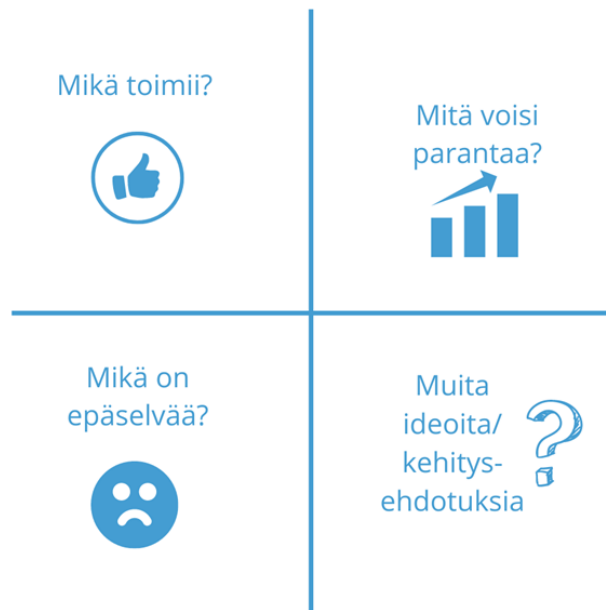 Mikä toimii?
Mitä voisi
parantaa?
Mikä on
epäselvää?
Muita
ideoita/
kehitys-
ehdotuksia
?